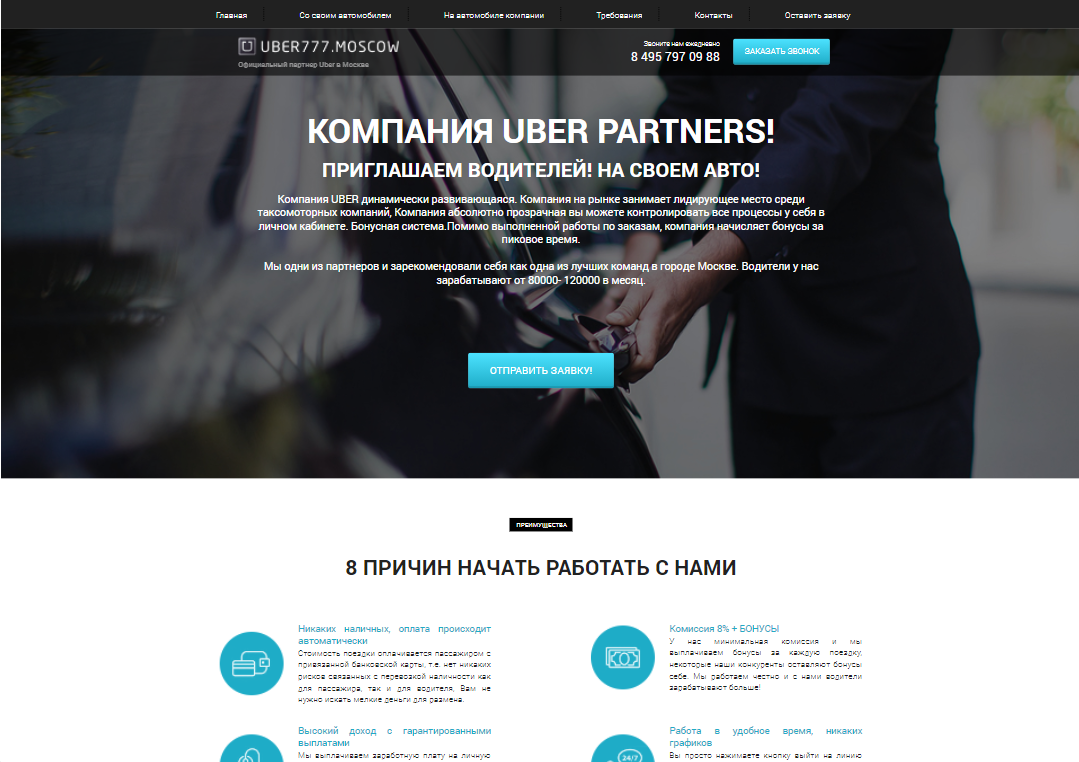 Главная
Со своим автомобилем
На автомобиле компании
Требования
Контакты
Оставить заявку
UBER777.MOSCOW
Официальный партнер Uber в Москве
Звоните нам ежедневно
8 495 797 09 88
ЗАКАЗАТЬ ЗВОНОК
КОМПАНИЯ UBER PARTNERS!
ПРИГЛАШАЕМ ВОДИТЕЛЕЙ! НА СВОЕМ АВТО!
Компания UBER динамически развивающаяся. Компания на рынке занимает лидирующее место среди
таксомоторных компаний, Компания абсолютно прозрачная вы можете контролировать все процессы у себя в
личном кабинете. Бонусная система.Помимо выполненной работы по заказам, компания начисляет бонусы за
пиковое время.
Мы одни из партнеров и зарекомендовали себя как одна из лучших команд в городе Москве. Водители у нас
зарабатывают от 80000- 120000 в месяц.
ОТПРАВИТЬ ЗАЯВКУ!
ПРЕИМУЩЕСТВА
8 ПРИЧИН НАЧАТЬ РАБОТАТЬ С НАМИ
Никаких наличных, оплата происходит
автоматически
Стоимость поездки оплачивается пассажиром с
привязанной банковской карты, т.е. нет никаких
рисков связанных с перевозкой наличности как
для пассажира, так и для водителя. Вам не
нужно искать мелкие деньги для размена.
Комиссия 8% + БОНУСЫ
У нас минимальная комиссия и мы
выплачиваем бонусы за каждую поездку,
некоторые наши конкуренты оставляют бонусы
себе. Мы работаем честно и с нами водители
зарабатывают больше!
Высокий доход с гарантированными
выплатами
Мы выплачиваем заработную плату на личную
24/7
Работа в удобное время, никаких
графиков
Вы просто нажимаете кнопку выйти на линию